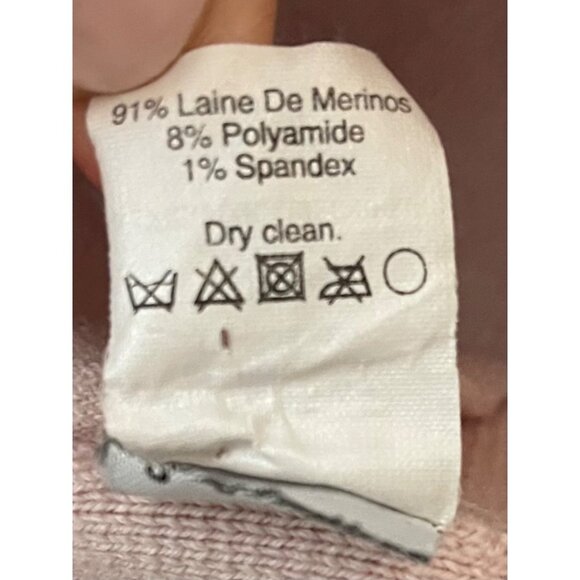 91% Laine De Merinos
8% Polyamide
1% Spandex
Dry clean.